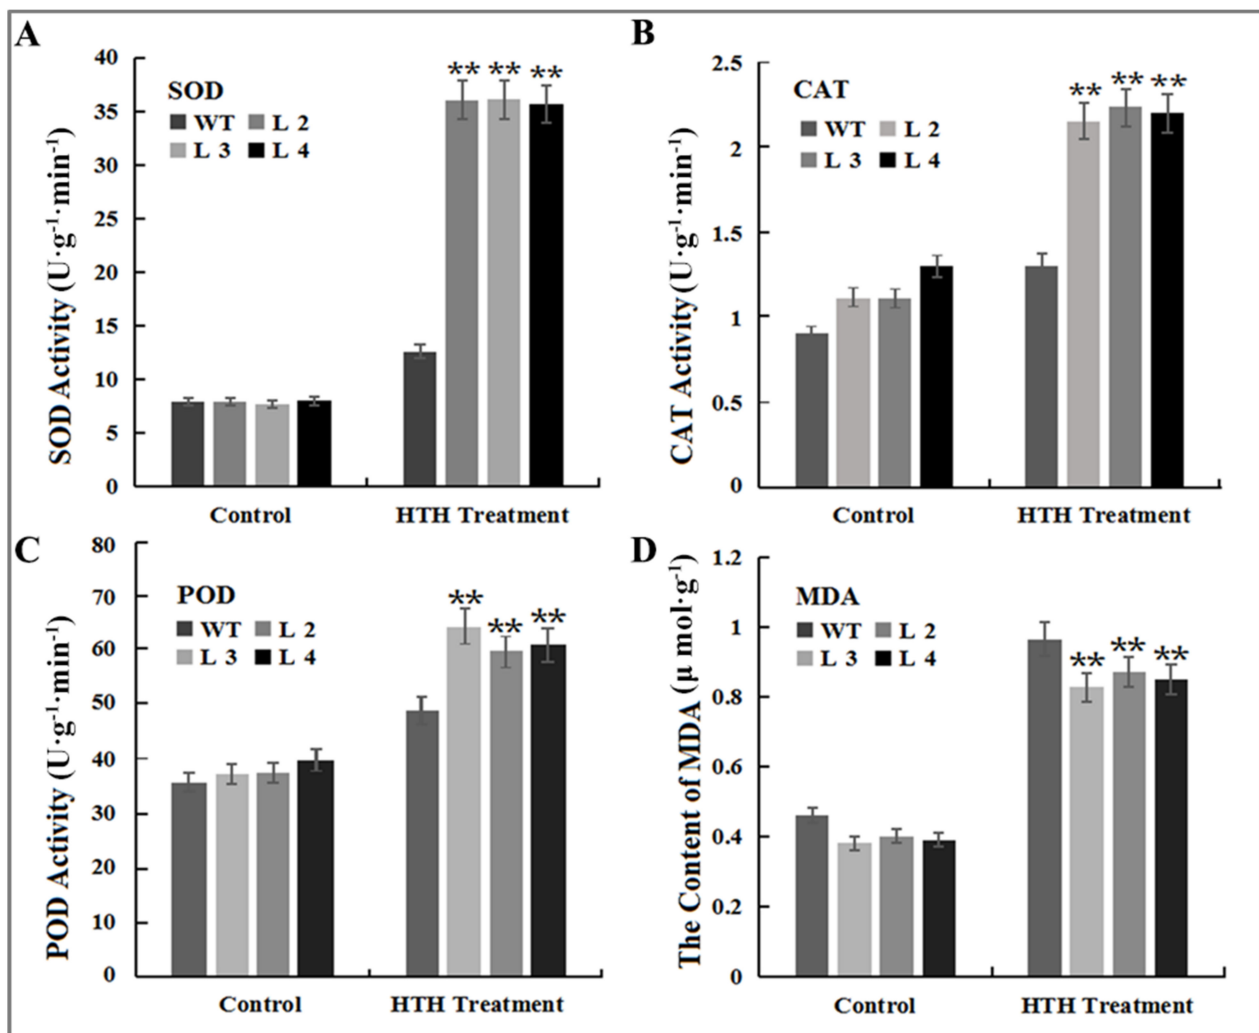 A
SOD Activity (U·g⁻¹·min⁻¹)
40
35
30
25
20
15
10
5
0
SOD
WT L 2
L 3 L 4
** ** **
Control HTH Treatment
B
CAT Activity (U·g⁻¹·min⁻¹)
2.5
2
1.5
1
0.5
0
CAT
WT L 2
L 3 L 4
** ** **
Control HTH Treatment
C
POD Activity (U·g⁻¹·min⁻¹)
80
70
60
50
40
30
20
10
0
POD
WT L 2
L 3 L 4
** ** **
Control HTH Treatment
D
The Content of MDA (μ mol·g⁻¹)
1.2
1
0.8
0.6
0.4
0.2
0
MDA
WT L 2
L 3 L 4
** ** **
Control HTH Treatment